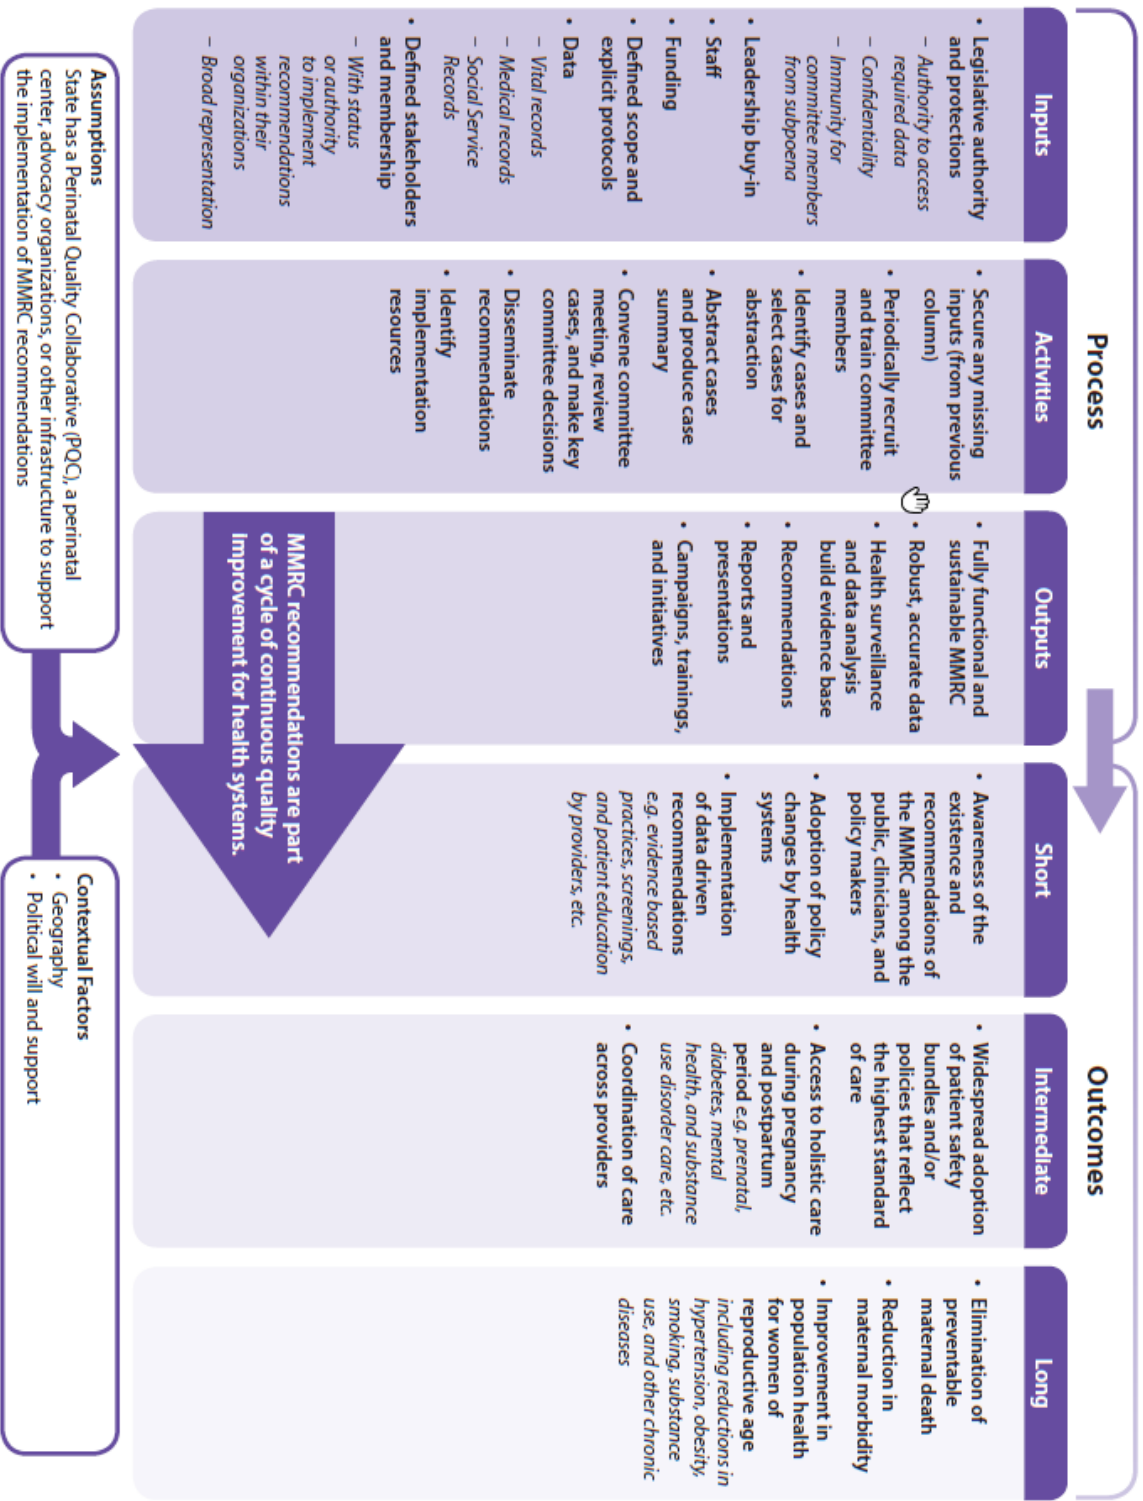 Process
Outcomes
Inputs
• Legislative authority
and protections
– Authority to access
required data
– Confidentiality
– Immunity for
committee members
from subpoena
• Leadership buy-in
• Staff
• Funding
• Defined scope and
explicit protocols
• Data
– Vital records
– Medical records
– Social Service
Records
• Defined stakeholders
and membership
– With status
or authority
to implement
recommendations
within their
organizations
– Broad representation
Activities
• Secure any missing
inputs (from previous
column)
• Periodically recruit
and train committee
members
• Identify cases and
select cases for
abstraction
• Abstract cases
and produce case
summary
• Convene committee
meeting, review
cases, and make key
committee decisions
• Disseminate
recommendations
• Identify
implementation
resources
Outputs
• Fully functional and
sustainable MMRC
• Robust, accurate data
• Health surveillance
and data analysis
build evidence base
• Recommendations
• Reports and
presentations
• Campaigns, trainings,
and initiatives
Short
• Awareness of the
existence and
recommendations of
the MMRC among the
public, clinicians, and
policy makers
• Adoption of policy
changes by health
systems
• Implementation
of data driven
recommendations
e.g. evidence based
practices, screenings,
and patient education
by providers, etc.
Intermediate
• Widespread adoption
of patient safety
bundles and/or
policies that reflect
the highest standard
of care
• Access to holistic care
during pregnancy
and postpartum
period e.g. prenatal,
diabetes, mental
health, and substance
use disorder care, etc.
• Coordination of care
across providers
Long
• Elimination of
preventable
maternal death
• Reduction in
maternal morbidity
• Improvement in
population health
for women of
reproductive age
including reductions in
hypertension, obesity,
smoking, substance
use, and other chronic
diseases
MMRC recommendations are part
of a cycle of continuous quality
improvement for health systems.
Assumptions
State has a Perinatal Quality Collaborative (PQC), a perinatal
center, advocacy organizations, or other infrastructure to support
the implementation of MMRC recommendations
Contextual Factors
• Geography
• Political will and support